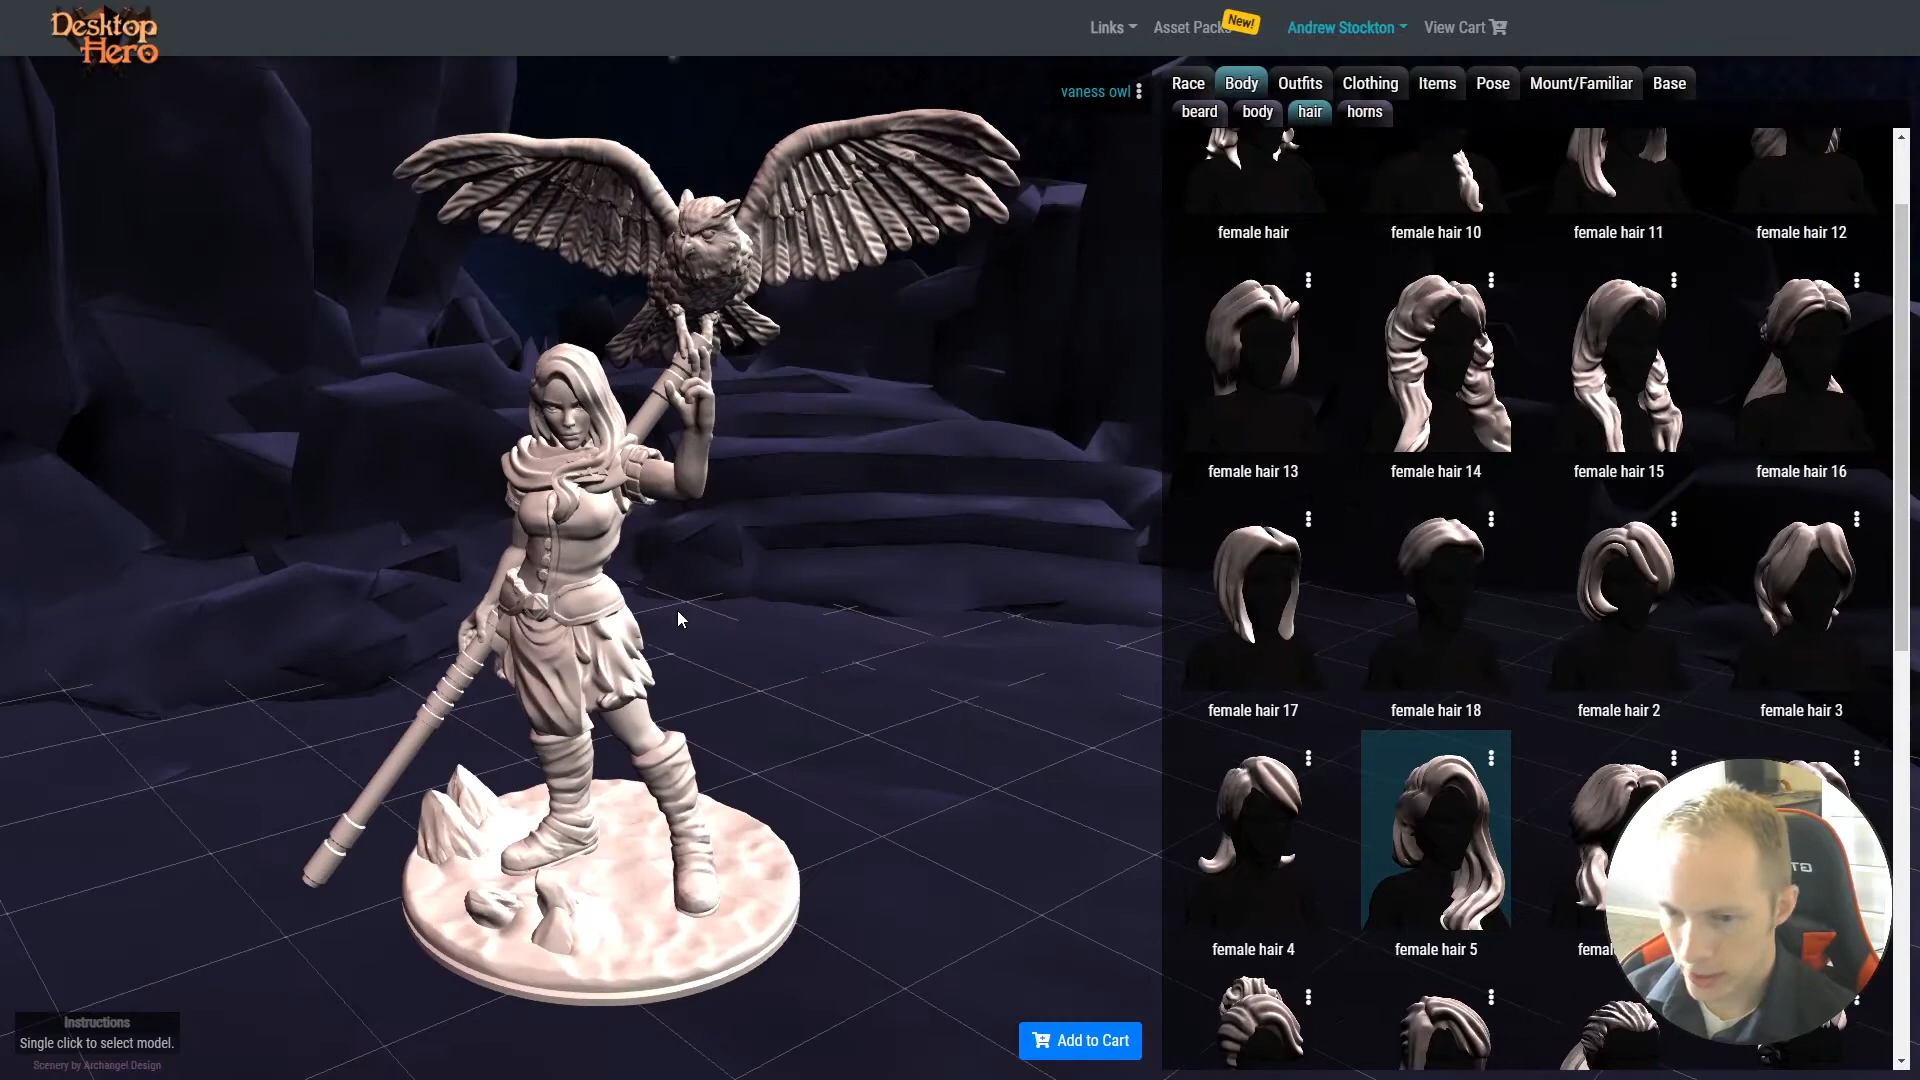 Desktop
Hero
Links
Asset Packs
New!
Andrew Stockton
View Cart
vaness owl
Race
Body
Outfits
Clothing
Items
Pose
Mount/Familiar
Base
beard
body
hair
horns
female hair
female hair 10
female hair 11
female hair 12
female hair 13
female hair 14
female hair 15
female hair 16
female hair 17
female hair 18
female hair 2
female hair 3
female hair 4
female hair 5
GT
Instructions
Single click to select model.
Scenery by Archangel Design
Add to Cart